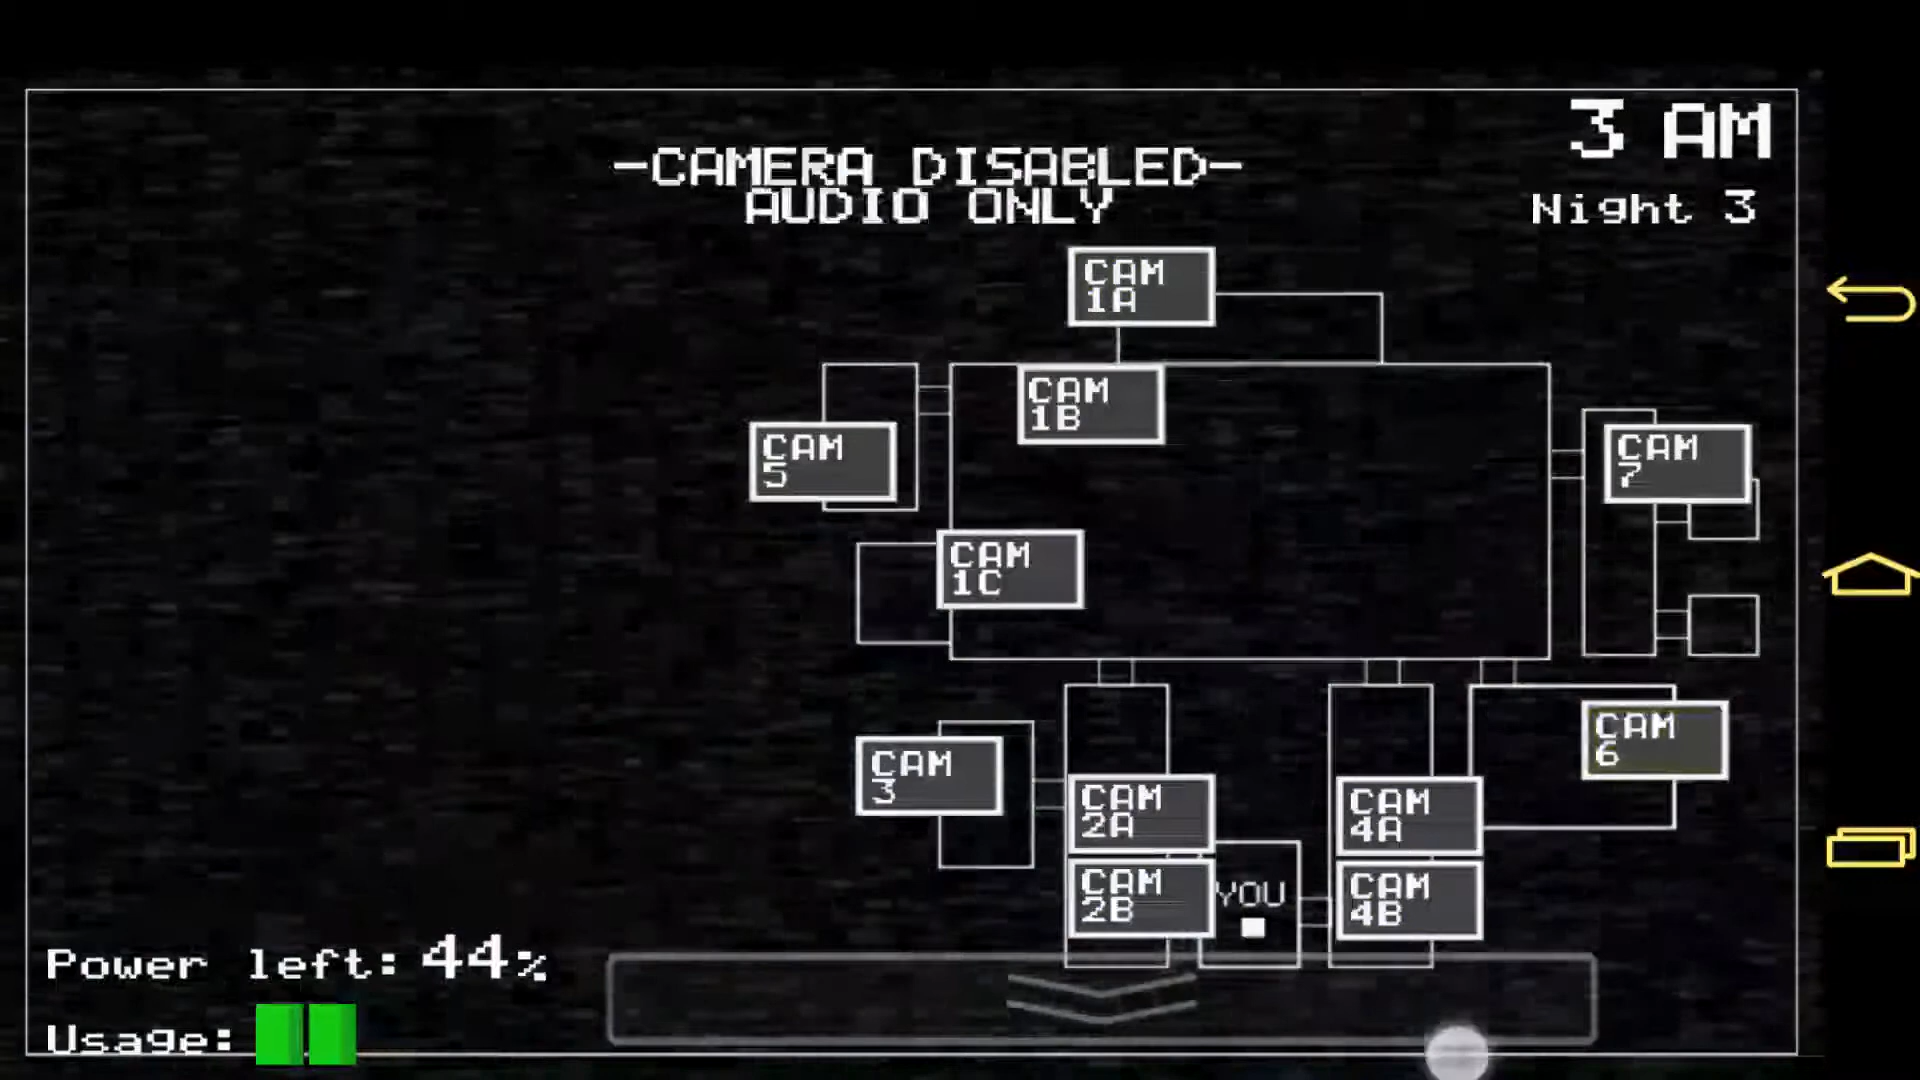 3 AM
-CAMERA DISABLED-
AUDIO ONLY
Night 3
CAM
1A
CAM
1B
CAM
5
CAM
7
CAM
1C
CAM
6
CAM
3
CAM
2A
CAM
4A
CAM
2B
YOU
CAM
4B
Power left: 44%
Usage: